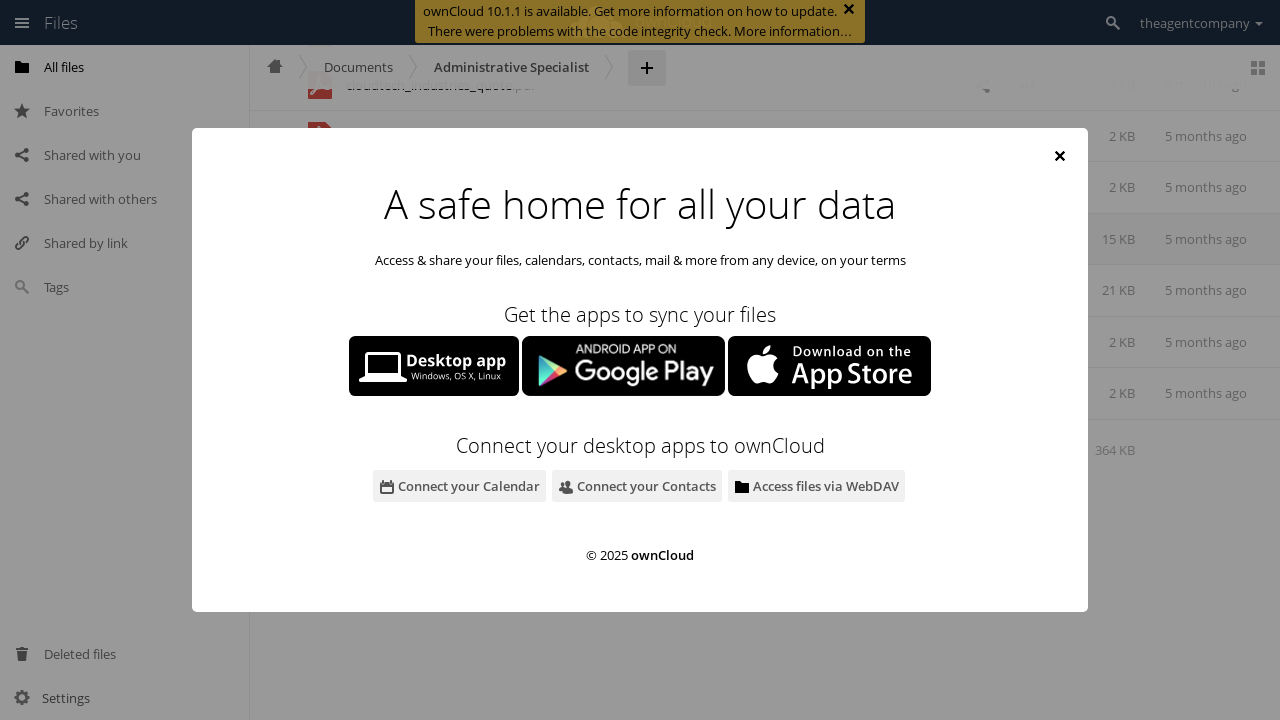 Files
ownCloud 10.1.1 is available. Get more information on how to update.
There were problems with the code integrity check. More information…
theagentcompany
All files
Favorites
Shared with you
Shared with others
Shared by link
Tags
Deleted files
Settings
Documents
Administrative Specialist
2 KB 5 months ago
2 KB 5 months ago
15 KB 5 months ago
21 KB 5 months ago
2 KB 5 months ago
2 KB 5 months ago
364 KB
A safe home for all your data
Access & share your files, calendars, contacts, mail & more from any device, on your terms
Get the apps to sync your files
Desktop app
Windows, OS X, Linux
ANDROID APP ON
Google Play
Download on the
App Store
Connect your desktop apps to ownCloud
Connect your Calendar
Connect your Contacts
Access files via WebDAV
© 2025 ownCloud